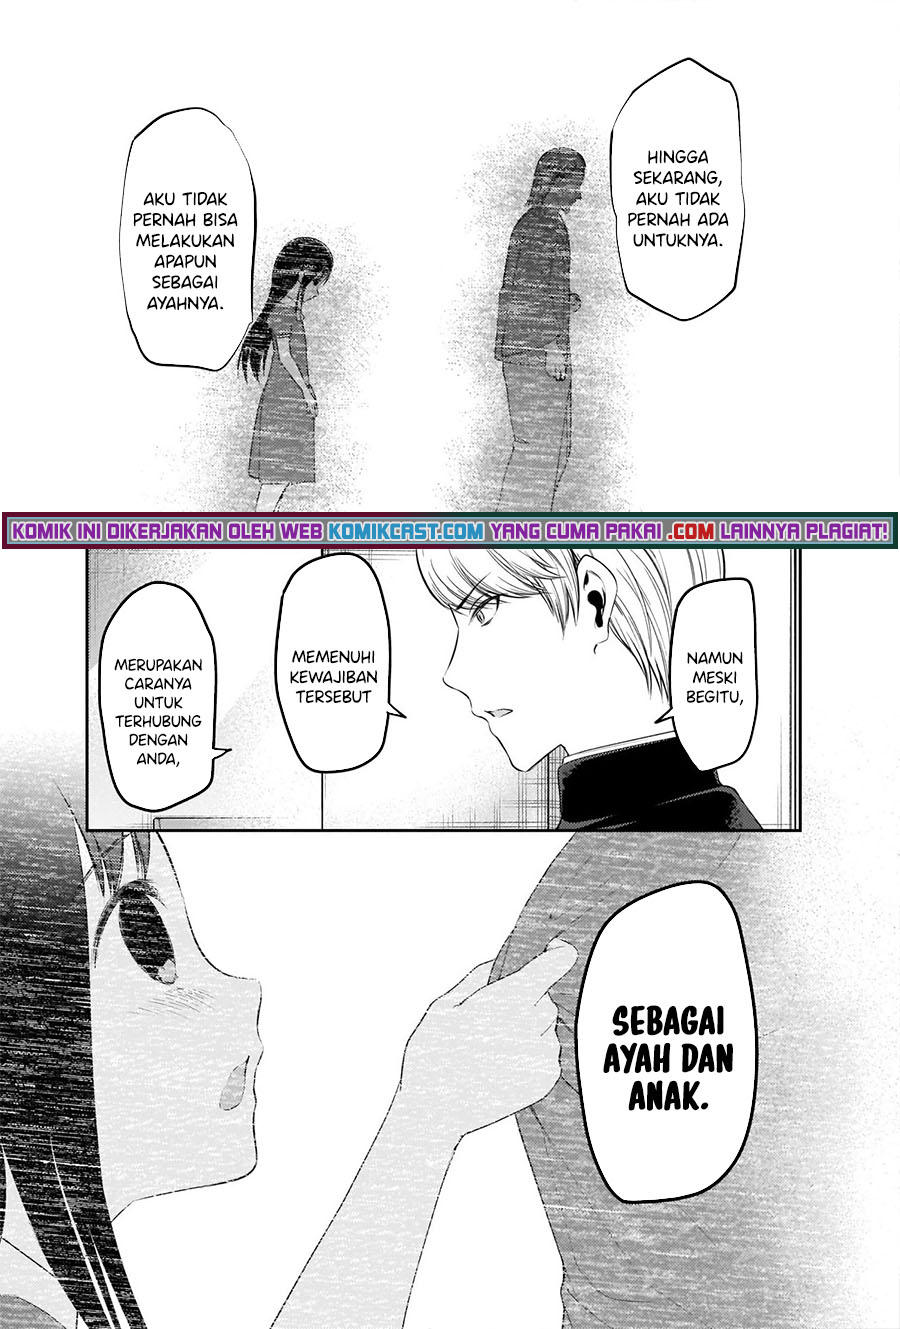 HINGGA
SEKARANG,
AKU TIDAK
PERNAH ADA
UNTUKNYA.
AKU TIDAK
PERNAH BISA
MELAKUKAN
APAPUN
SEBAGAI
AYAHNYA.
KOMIK INI DIKERJAKAN OLEH WEB KOMIKCAST.COM YANG CUMA PAKAI .COM LAINNYA PLAGIAT!
NAMUN
MESKI
BEGITU,
MEMENUHI
KEWAJIBAN
TERSEBUT
MERUPAKAN
CARANYA
UNTUK
TERHUBUNG
DENGAN
ANDA,
SEBAGAI
AYAH DAN
ANAK.